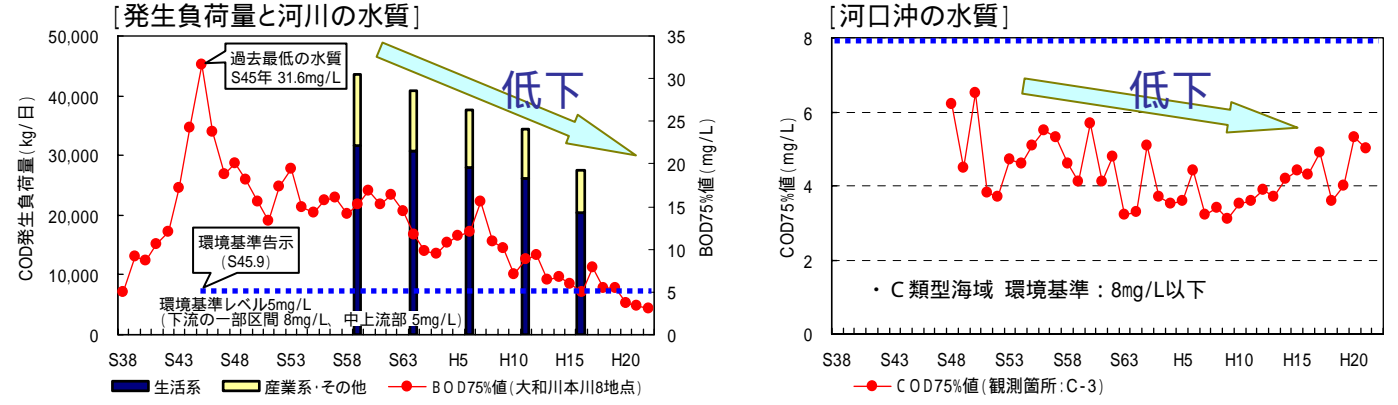 [発生負荷量と河川の水質]
50,000
40,000
30,000
20,000
10,000
0
COD発生負荷量(kg/日)
過去最低の水質
S45年 31.6mg/L
低下
環境基準告示
(S45.9)
環境基準レベル5mg/L
(下流の一部区間 8mg/L、中上流部 5mg/L)
35
30
25
20
15
10
5
0
BOD75%値(mg/L)
S38 S43 S48 S53 S58 S63 H5 H10 H15 H20
生活系 産業系・その他 BOD75%値(大和川本川8地点)
[河口沖の水質]
8
6
4
2
0
COD75%値(mg/L)
低下
・C類型海域 環境基準:8mg/L以下
S38 S43 S48 S53 S58 S63 H5 H10 H15 H20
COD75%値(観測箇所:C-3)